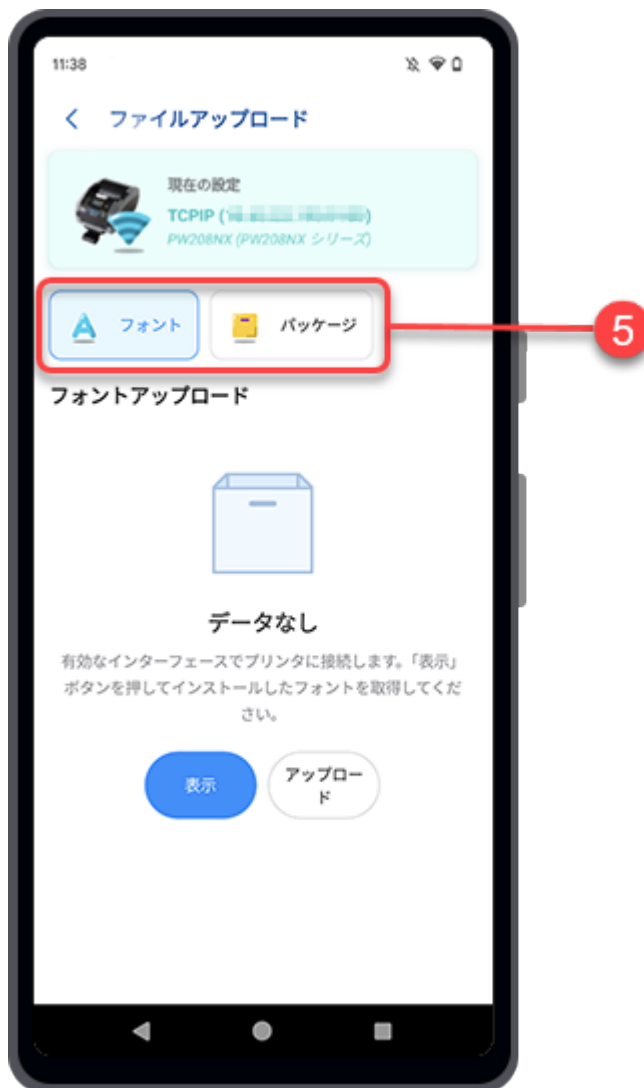 11:38
ファイルアップロード
現在の設定
TCPIP (
PW208NX (PW208NX シリーズ)
フォント
パッケージ
5
フォントアップロード
データなし
有効なインターフェースでプリンタに接続します。「表示」
ボタンを押してインストールしたフォントを取得してくだ
さい。
表示
アップロー
ド